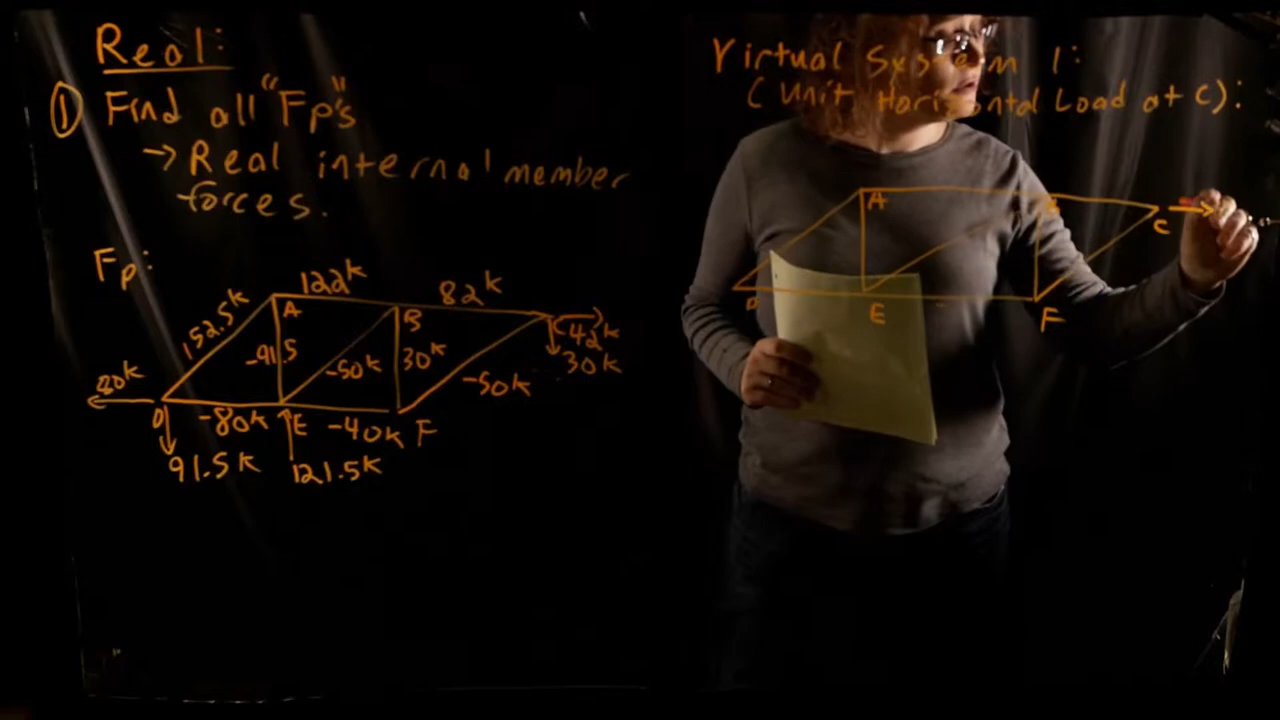 Real:
① Find all "Fp's"
→ Real internal member
forces.
Fp:
122k
82k
152.5k
A
B
C
42k
-91.5
-50k
30k
30k
-50k
80k
D
-80k
E
-40k
F
91.5k
121.5k
Virtual System 1:
(Unit Horizontal Load at C):
A
B
C
D
E
F